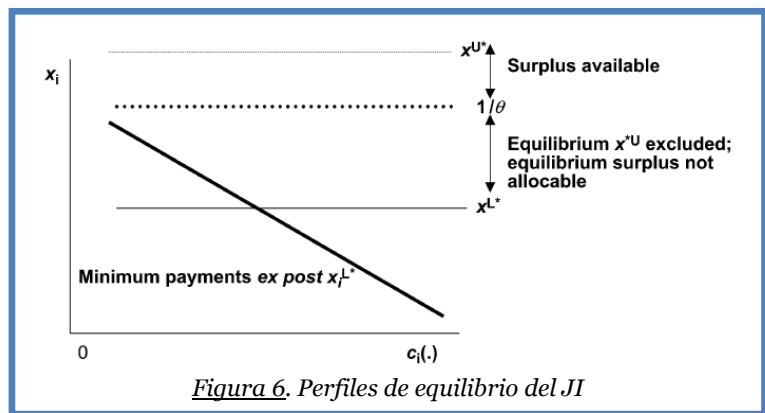 x^U*
x_i
Surplus available
1/θ
Equilibrium x^*U excluded;
equilibrium surplus not
allocable
x^L*
Minimum payments ex post x_i^L*
0
c_i(.)
Figura 6. Perfiles de equilibrio del JI